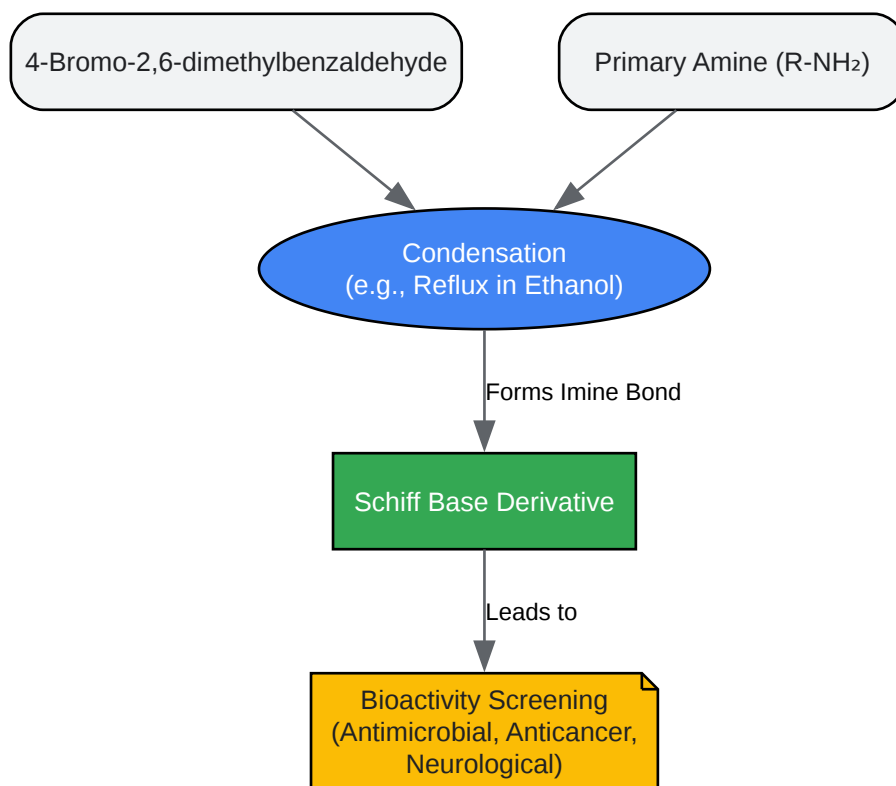 4-Bromo-2,6-dimethylbenzaldehyde
Primary Amine (R-NH₂)
Condensation
(e.g., Reflux in Ethanol)
Forms Imine Bond
Schiff Base Derivative
Leads to
Bioactivity Screening
(Antimicrobial, Anticancer,
Neurological)